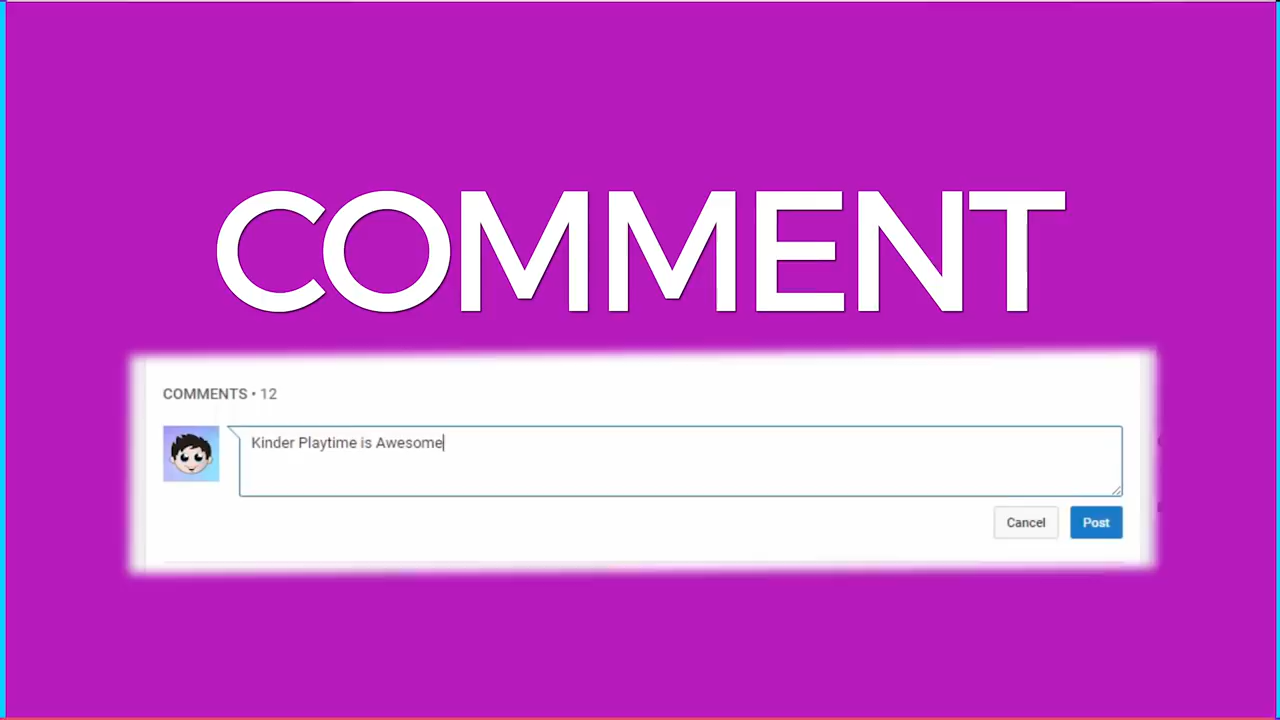 COMMENT
COMMENTS • 12
Kinder Playtime is Awesome
Cancel
Post